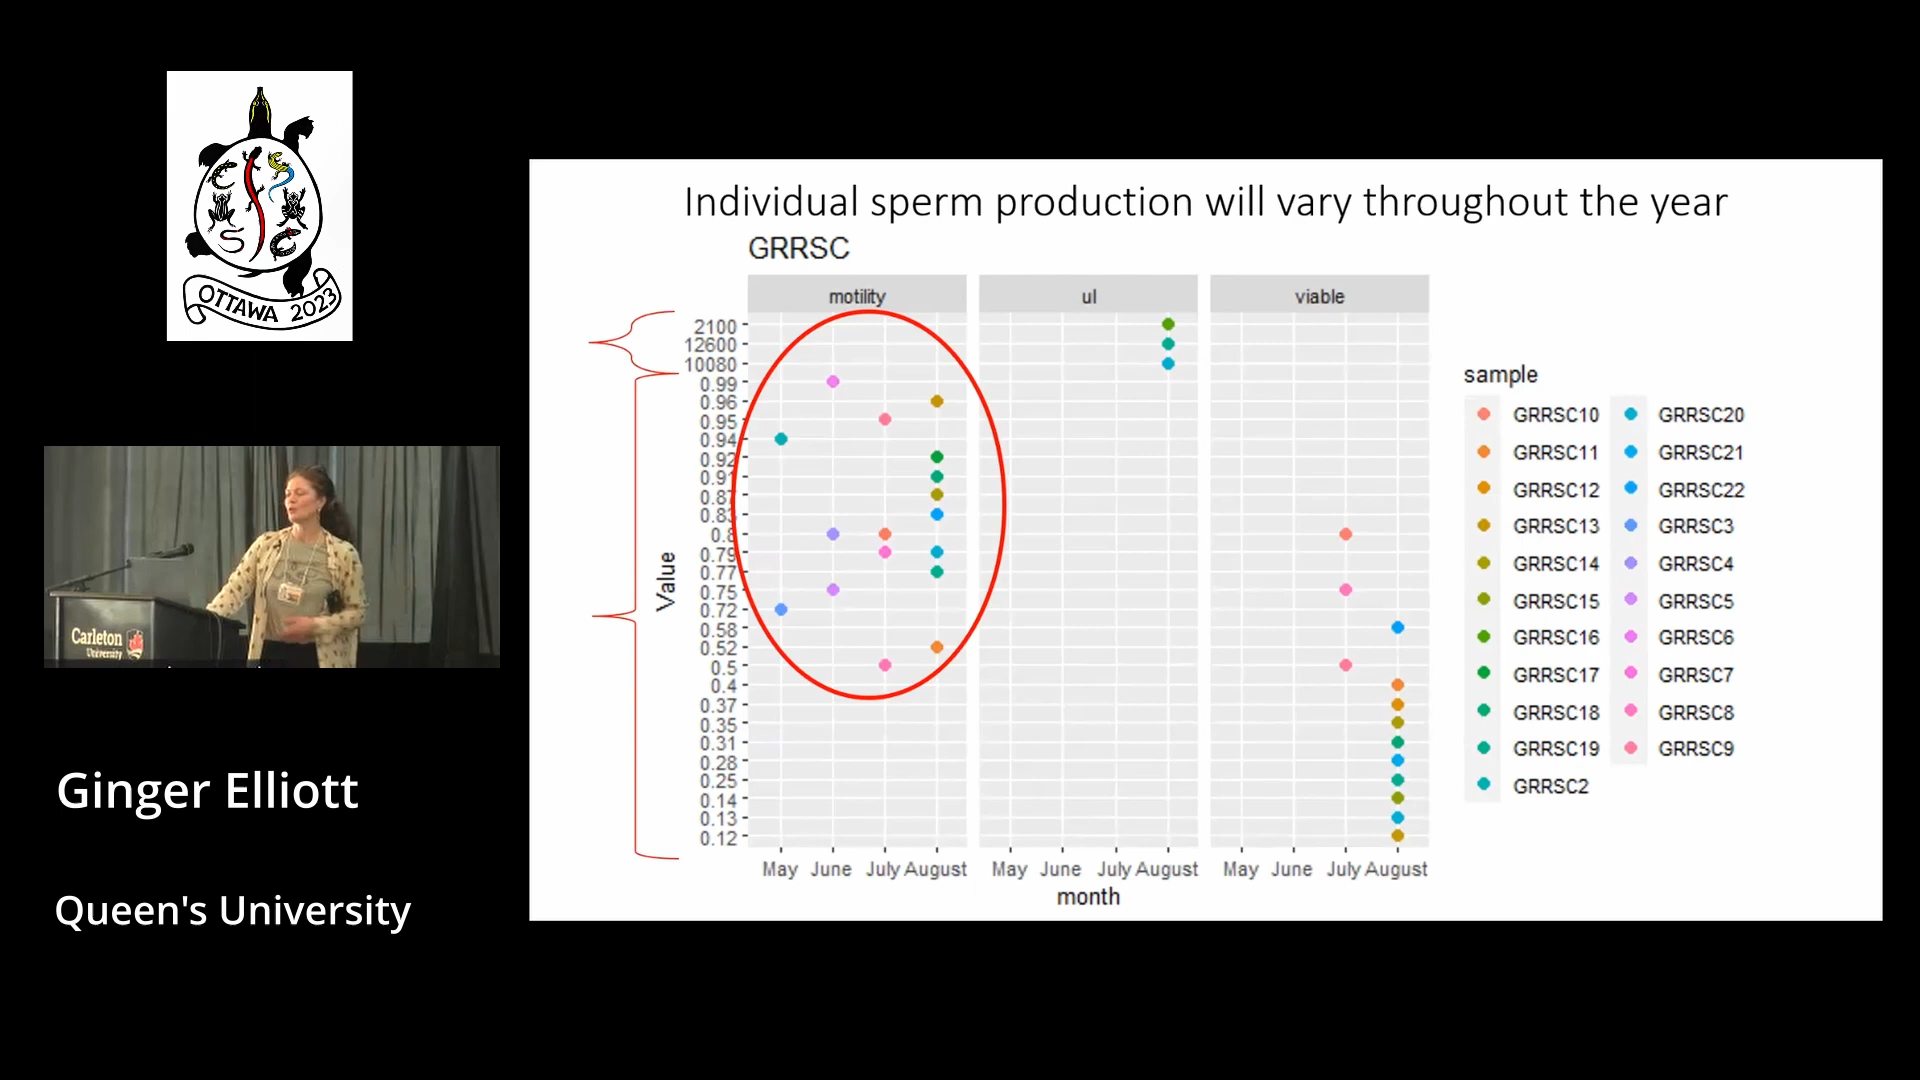 OTTAWA 2023
Carleton
University
Ginger Elliott
Queen's University
Individual sperm production will vary throughout the year
GRRSC
motility
ul
viable
2100
12600
10080
0.99
0.96
0.95
0.94
0.92
0.91
0.8
0.79
0.77
0.75
0.72
0.58
0.52
0.5
0.4
0.37
0.35
0.31
0.28
0.25
0.14
0.13
0.12
Value
May June July August
May June July August
May June July August
month
sample
GRRSC10
GRRSC11
GRRSC12
GRRSC13
GRRSC14
GRRSC15
GRRSC16
GRRSC17
GRRSC18
GRRSC19
GRRSC2
GRRSC20
GRRSC21
GRRSC22
GRRSC3
GRRSC4
GRRSC5
GRRSC6
GRRSC7
GRRSC8
GRRSC9